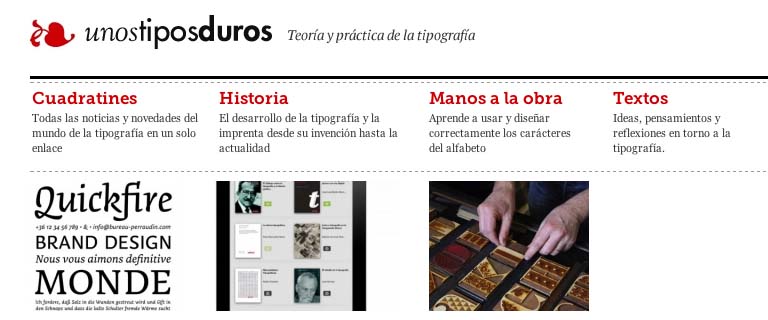 unostiposduros Teoría y práctica de la tipografía
Cuadratines
Todas las noticias y novedades del
mundo de la tipografía en un solo
enlace
Historia
El desarrollo de la tipografía y la
imprenta desde su invención hasta la
actualidad
Manos a la obra
Aprende a usar y diseñar
correctamente los carácteres
del alfabeto
Textos
Ideas, pensamientos y
reflexiones en torno a la
tipografía.
Quickfire
+36 12 34 56 789 • & • info@bureau-perraudin.com
BRAND DESIGN
Nous vous aimons definitive
MONDE
Ich fordere, daß Salz in die Wunden gestreut wird und Gift in
den Schnaps und dass die kalte Schulter fremde Wärme sucht
t